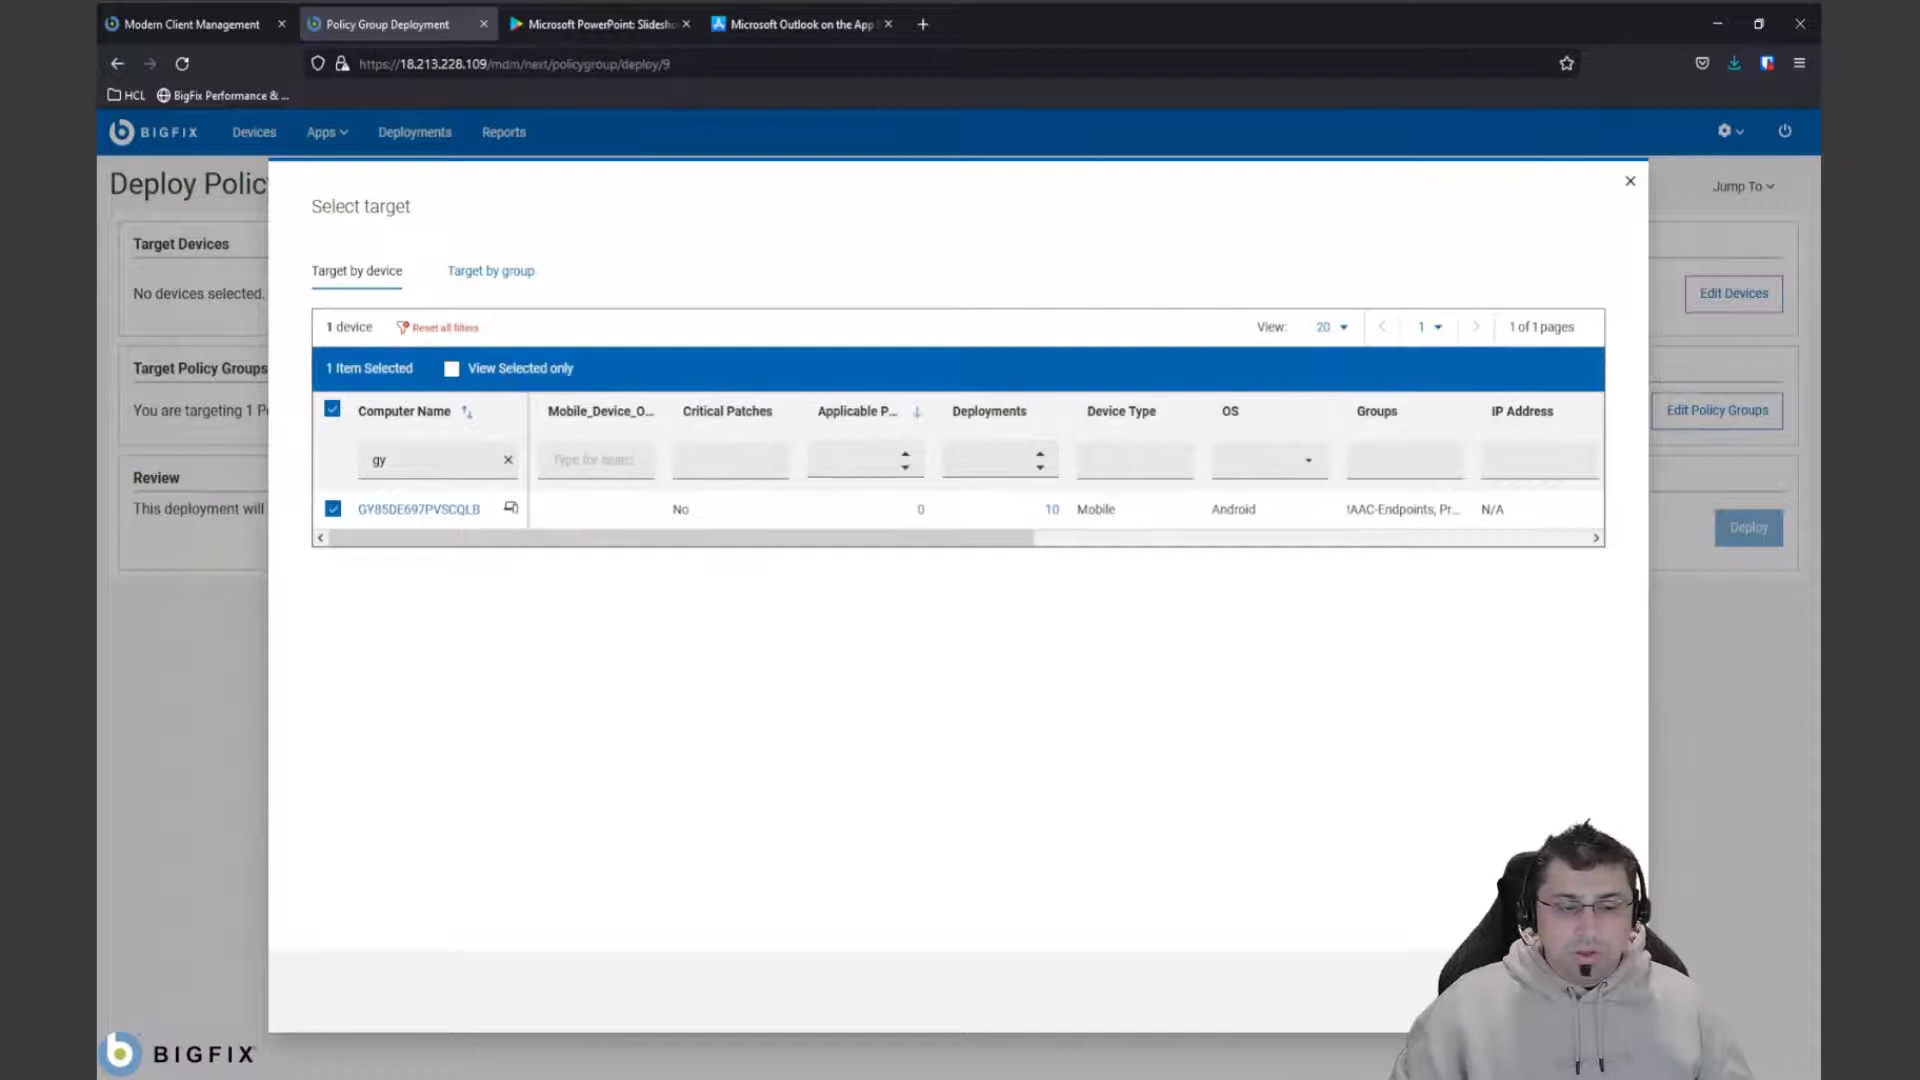 Modern Client Management
Policy Group Deployment
Microsoft PowerPoint: Slidesho
Microsoft Outlook on the App
https://18.213.228.109/mdm/next/policygroup/deploy/9
HCL
BigFix Performance & ...
BIGFIX
Devices
Apps
Deployments
Reports
Deploy Polic
Jump To
Select target
Target Devices
Target by device
Target by group
No devices selected.
Edit Devices
1 device
Reset all filters
View:
20
1
1 of 1 pages
Target Policy Groups
1 Item Selected
View Selected only
You are targeting 1 P
Edit Policy Groups
Computer Name
Mobile_Device_O...
Critical Patches
Applicable P...
Deployments
Device Type
OS
Groups
IP Address
gy
Type for searc
Review
This deployment will
GY85DE697PVSCQLB
No
0
10
Mobile
Android
!AAC-Endpoints, Pr...
N/A
Deploy
BIGFIX